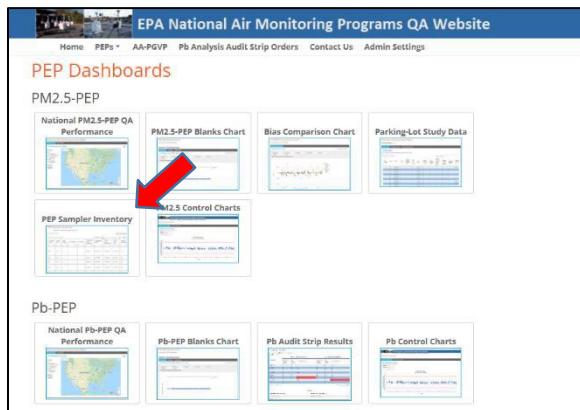 EPA National Air Monitoring Programs QA Website
Home PEPs AA-PGVP Pb Analysis Audit Strip Orders Contact Us Admin Settings
PEP Dashboards
PM2.5-PEP
National PM2.5-PEP QA
Performance
PM2.5-PEP Blanks Chart
Bias Comparison Chart
Parking-Lot Study Data
PEP Sampler Inventory
M2.5 Control Charts
Pb-PEP
National Pb-PEP QA
Performance
Pb-PEP Blanks Chart
Pb Audit Strip Results
Pb Control Charts